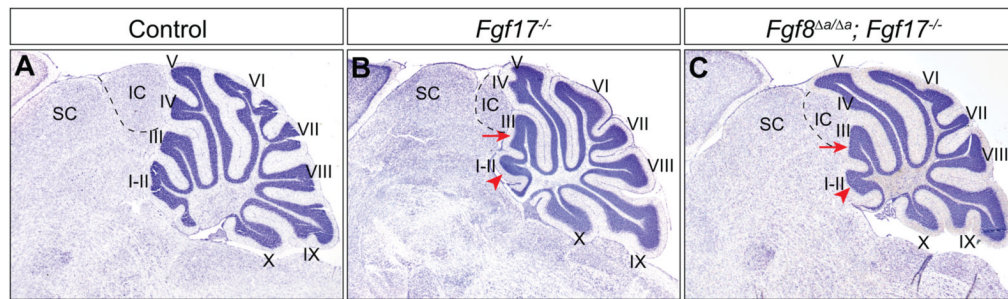 Control
Fgf17-/-
Fgf8Δa/Δa; Fgf17-/-
A
SC
IC
V
VI
IV
III
VII
I-II
VIII
X
IX
B
SC
IC
V
VI
IV
III
VII
I-II
VIII
X
IX
C
SC
IC
V
VI
IV
III
VII
I-II
VIII
X
IX